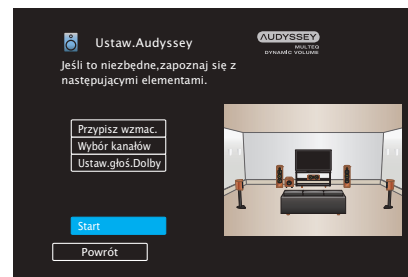 Ustaw.Audyssey
AUDYSSEY
MULTEQ
DYNAMIC VOLUME
Jeśli to niezbędne,zapoznaj się z
następującymi elementami.
Przypisz wzmac.
Wybór kanałów
Ustaw.głoś.Dolby
Start
Powrót